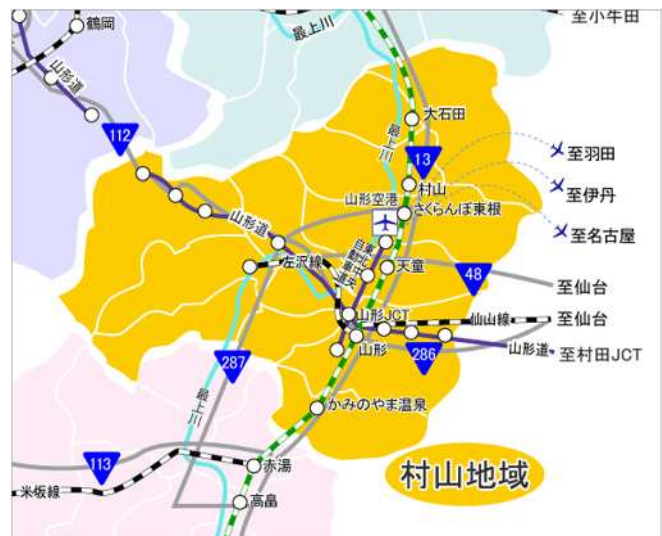 至小牛田
鶴岡
最上川
山形道
大石田
112
最上川
13
至羽田
村山
至伊丹
山形空港
さくらんぼ東根
山形道
至名古屋
東北中央
自動車道
左沢線
天童
48
至仙台
山形JCT
仙山線
至仙台
山形
286
山形道
至村田JCT
287
最上川
かみのやま温泉
113
赤湯
村山地域
米坂線
高畠